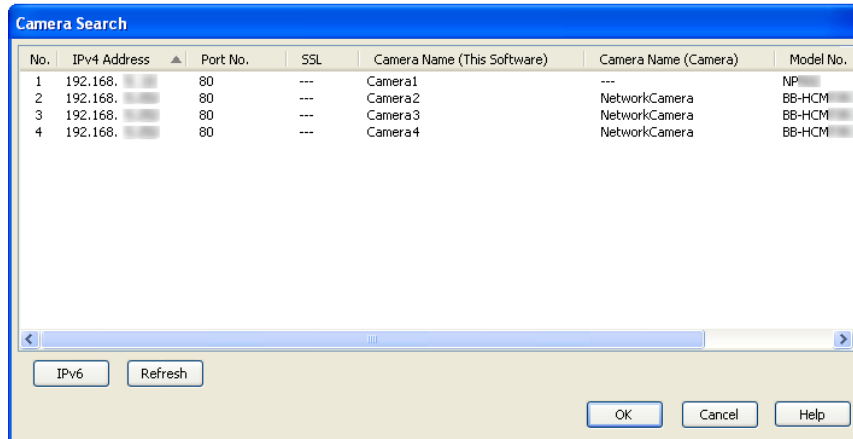 Camera Search
No. IPv4 Address Port No. SSL Camera Name (This Software) Camera Name (Camera) Model No.
1 192.168. 80 --- Camera1 --- NP
2 192.168. 80 --- Camera2 NetworkCamera BB-HCM
3 192.168. 80 --- Camera3 NetworkCamera BB-HCM
4 192.168. 80 --- Camera4 NetworkCamera BB-HCM
IPv6 Refresh
OK Cancel Help